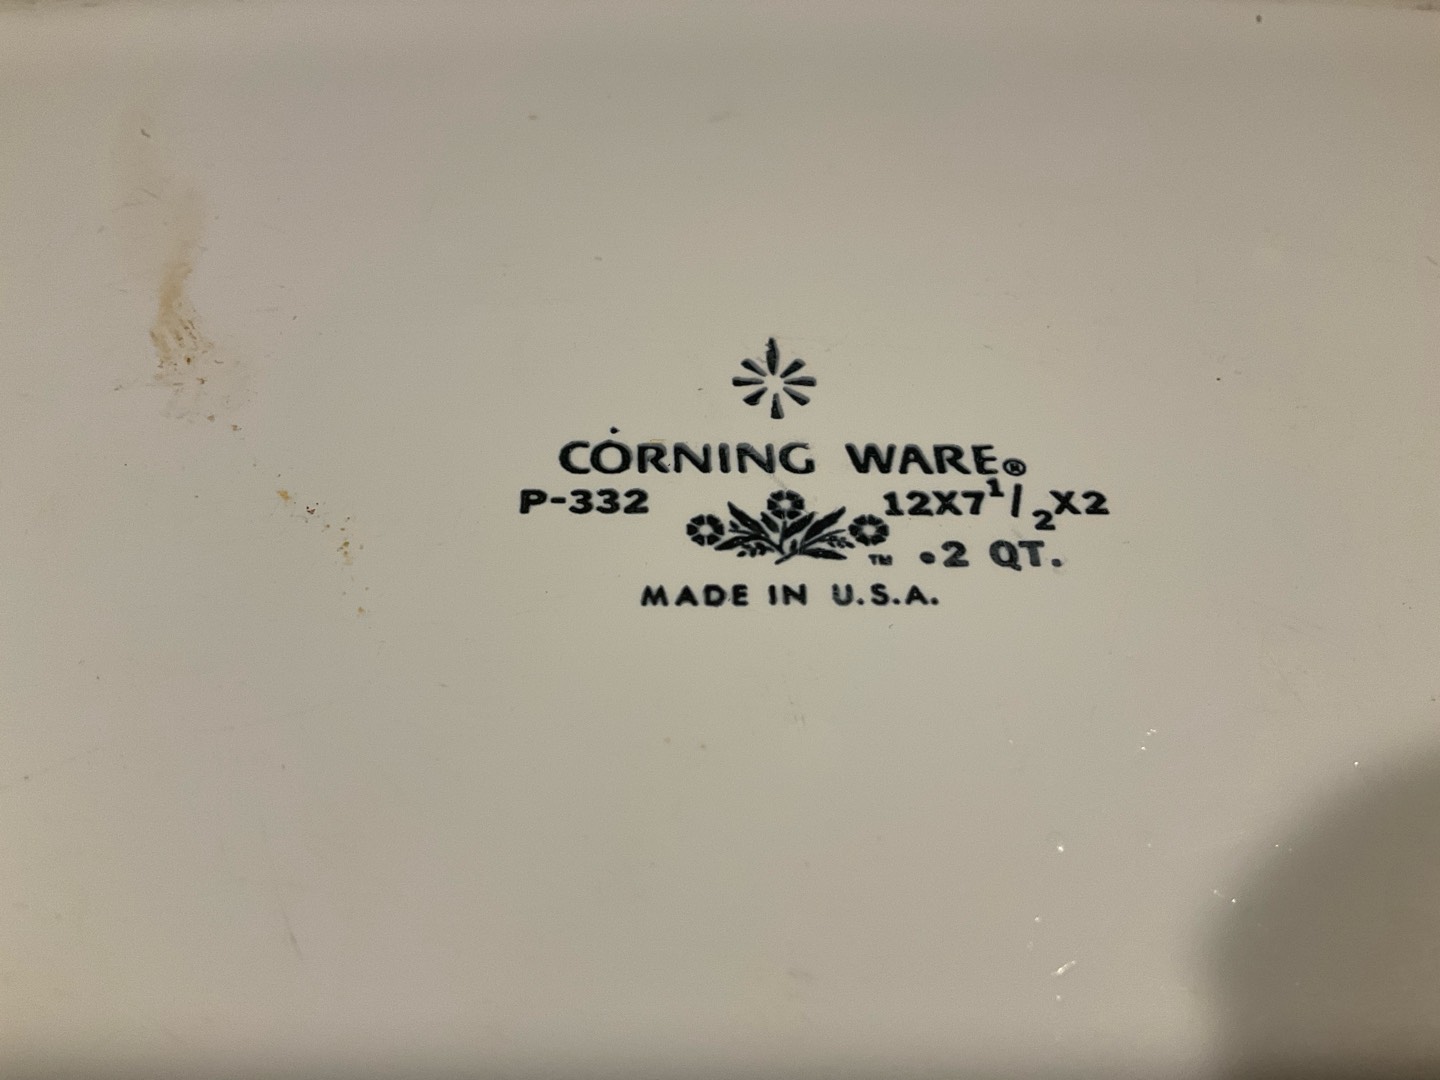 CORNING WARE®
P-332 12X7 1/2X2
™ •2 QT.
MADE IN U.S.A.